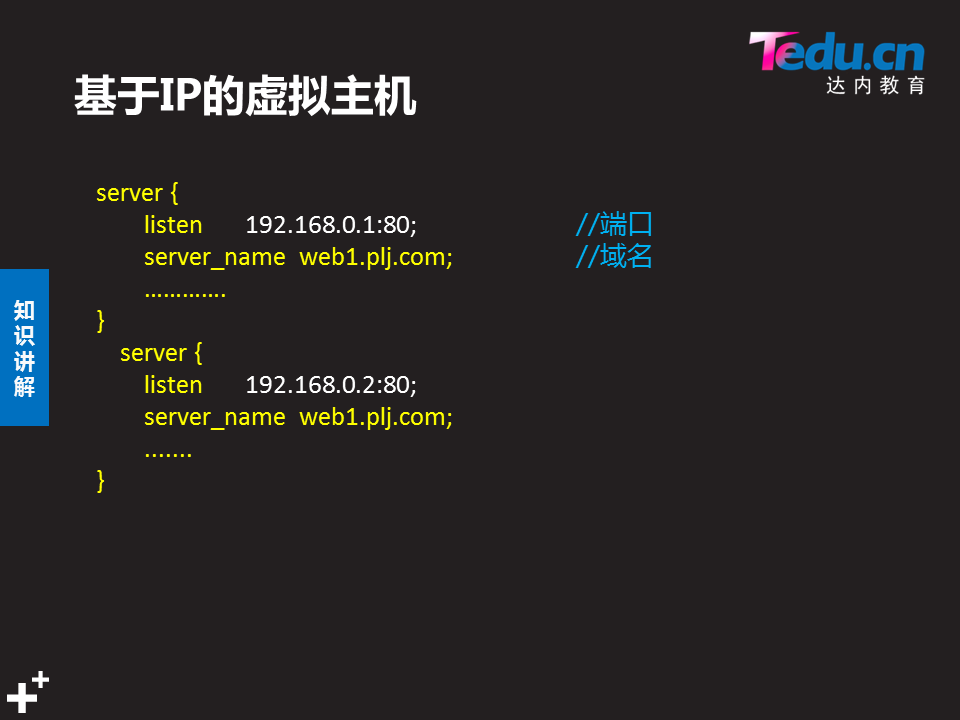 Tedu.cn
达内教育
基于IP的虚拟主机
server {
listen 192.168.0.1:80; //端口
server_name web1.plj.com; //域名
………….
}
server {
listen 192.168.0.2:80;
server_name web1.plj.com;
.......
}
知识讲解